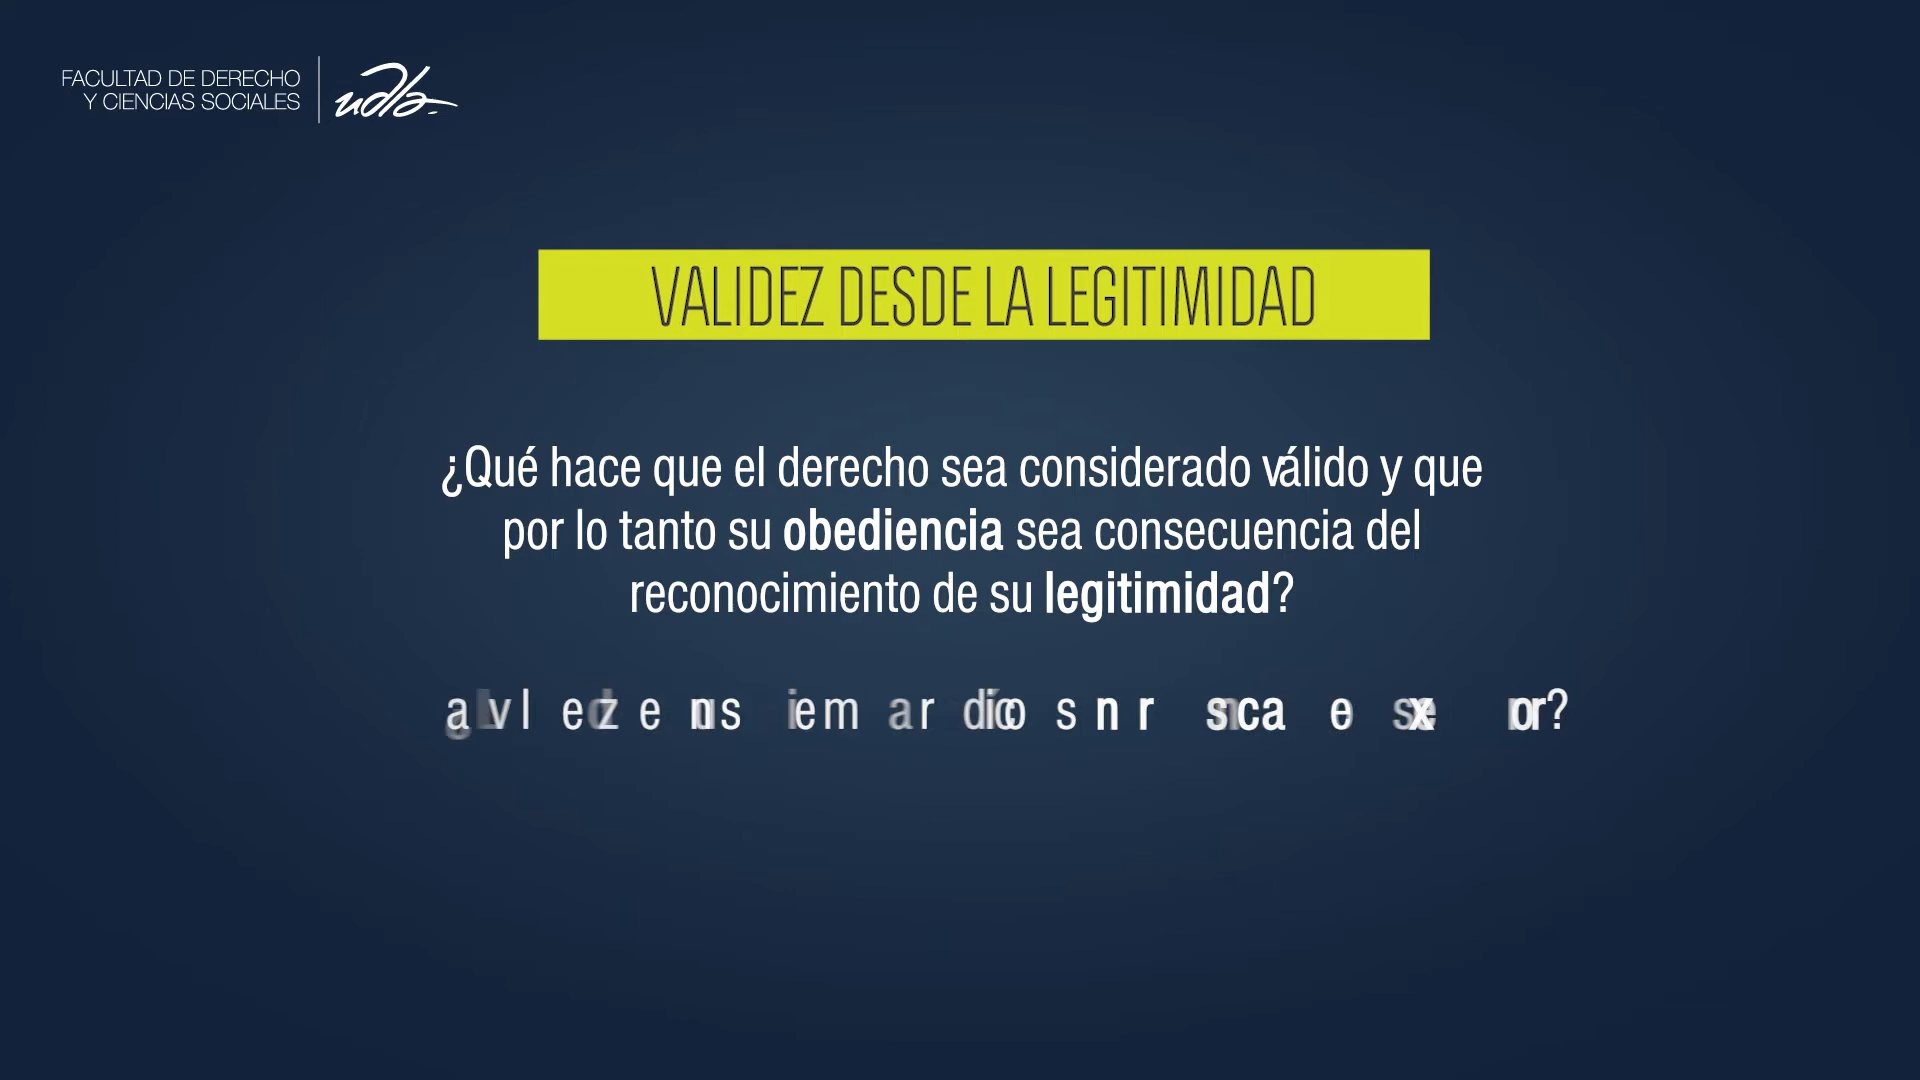 FACULTAD DE DERECHO
Y CIENCIAS SOCIALES
udla
VALIDEZ DESDE LA LEGITIMIDAD
¿Qué hace que el derecho sea considerado válido y que
por lo tanto su obediencia sea consecuencia del
reconocimiento de su legitimidad?